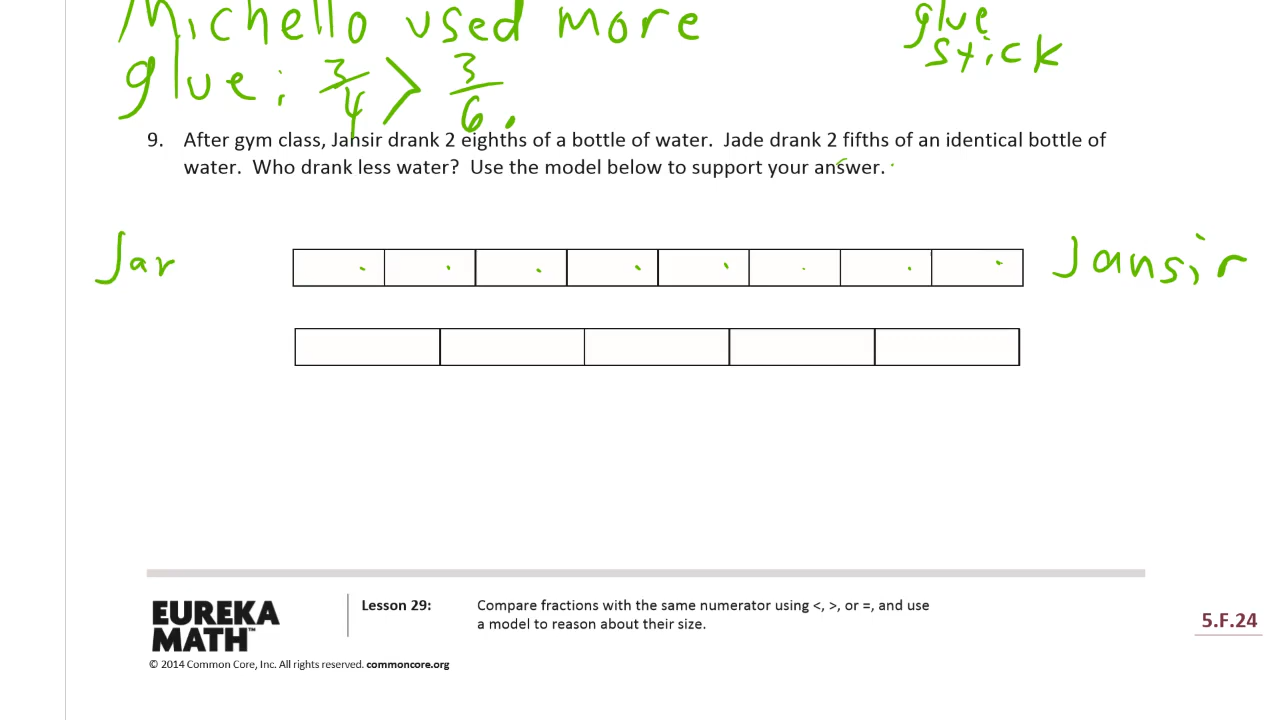 Michello used more
glue: 3/4 > 3/6.
glue
stick
9. After gym class, Jansir drank 2 eighths of a bottle of water. Jade drank 2 fifths of an identical bottle of
water. Who drank less water? Use the model below to support your answer.
Jar
Jansir
EUREKA
MATH™
Lesson 29: Compare fractions with the same numerator using <, >, or =, and use
a model to reason about their size.
5.F.24
© 2014 Common Core, Inc. All rights reserved. commoncore.org